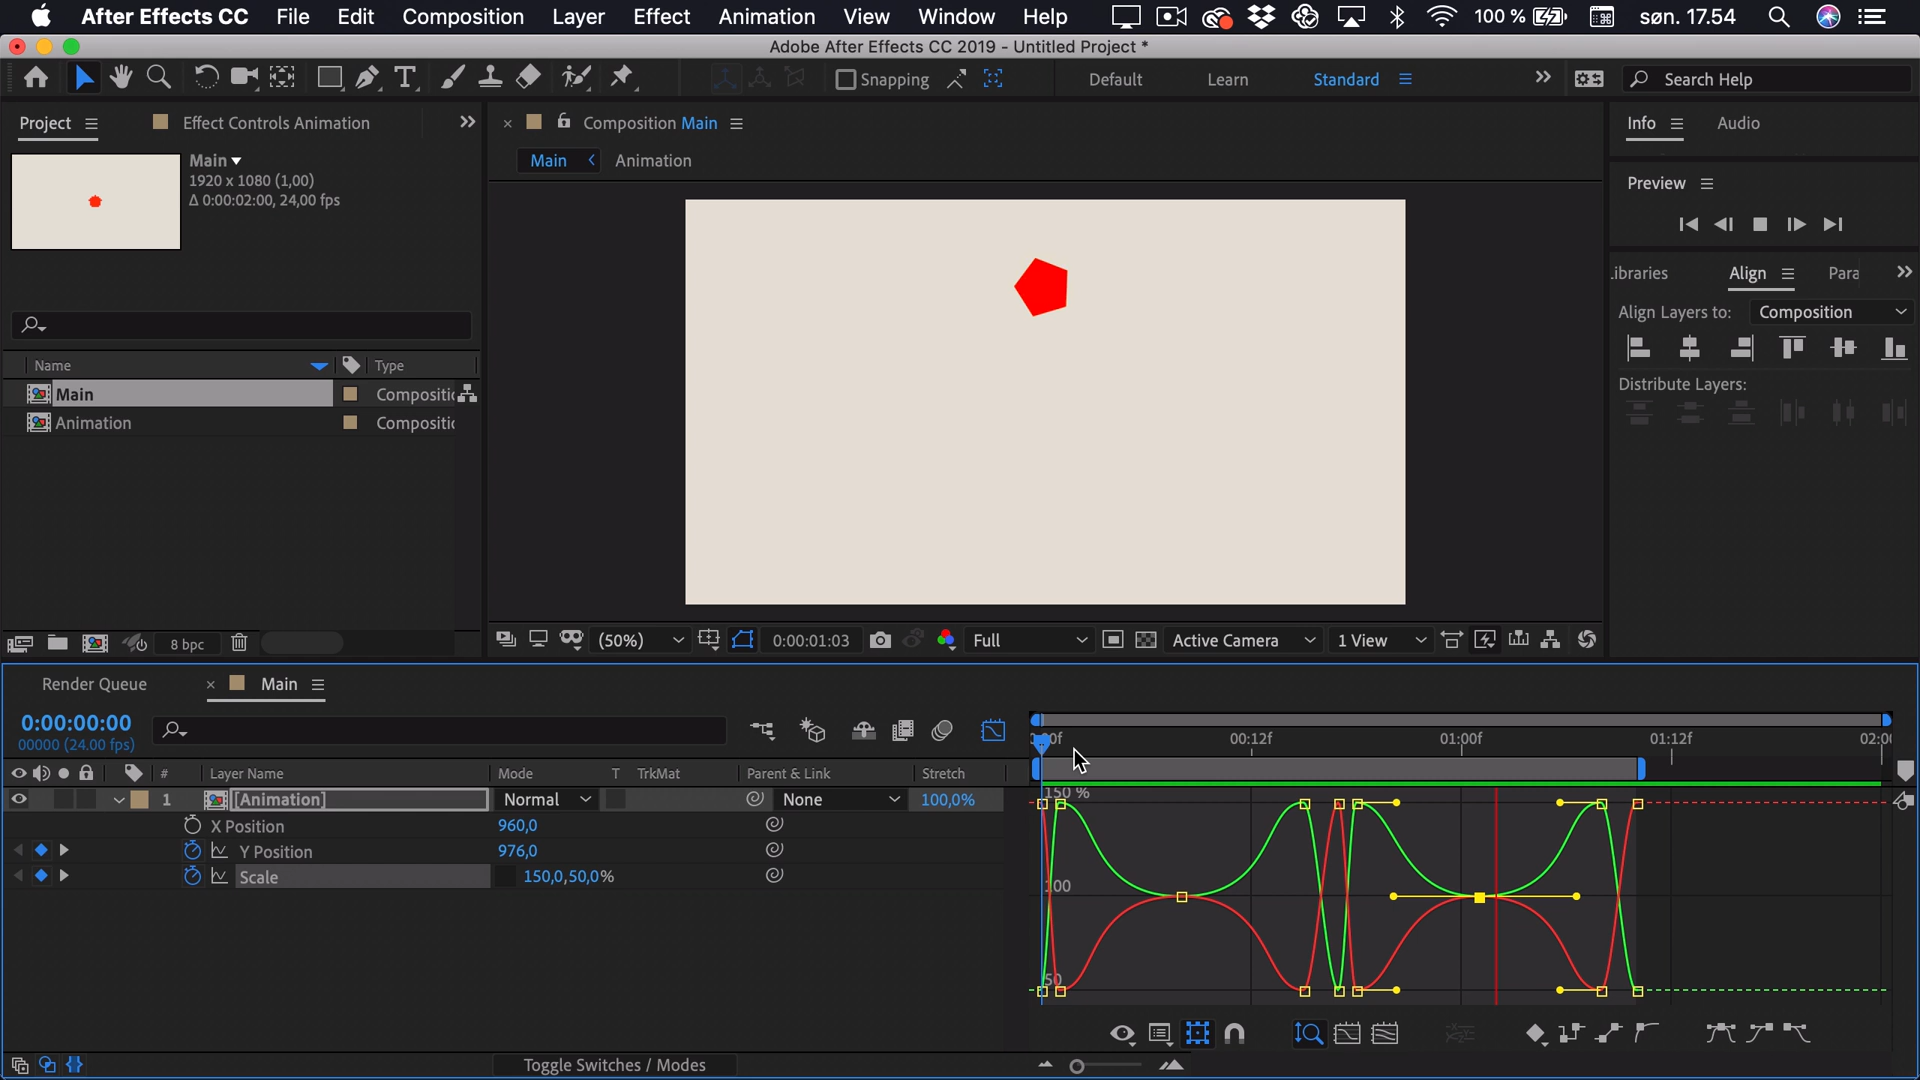 After Effects CC File Edit Composition Layer Effect Animation View Window Help 100 % søn. 17.54
Adobe After Effects CC 2019 - Untitled Project *
Snapping Default Learn Standard Search Help
Project Effect Controls Animation
Composition Main
Info Audio
Main
1920 x 1080 (1,00)
Δ 0:00:02:00, 24,00 fps
Main Animation
Preview
ibraries Align Para
Align Layers to: Composition
Distribute Layers:
Name Type
Main Compositi
Animation Compositi
8 bpc
(50%) 0:00:01:03 Full Active Camera 1 View
Render Queue Main
0:00:00:00
00000 (24.00 fps)
00:12f 01:00f 01:12f
# Layer Name Mode T TrkMat Parent & Link Stretch
1 [Animation] Normal None 100,0%
X Position 960,0
Y Position 976,0
Scale 150,0,50,0%
150 %
100
50
Toggle Switches / Modes